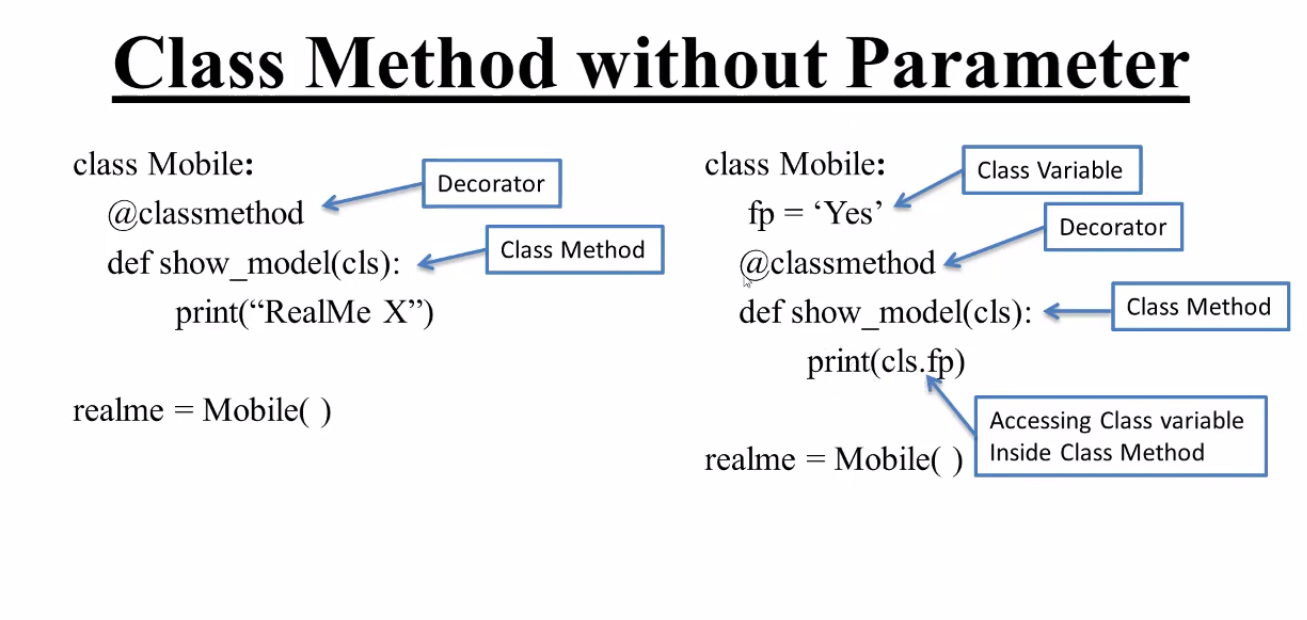 Class Method without Parameter
class Mobile:
@classmethod
def show_model(cls):
print(“RealMe X”)
realme = Mobile( )
Decorator
Class Method
class Mobile:
fp = ‘Yes’
@classmethod
def show_model(cls):
print(cls.fp)
realme = Mobile( )
Class Variable
Decorator
Class Method
Accessing Class variable
Inside Class Method